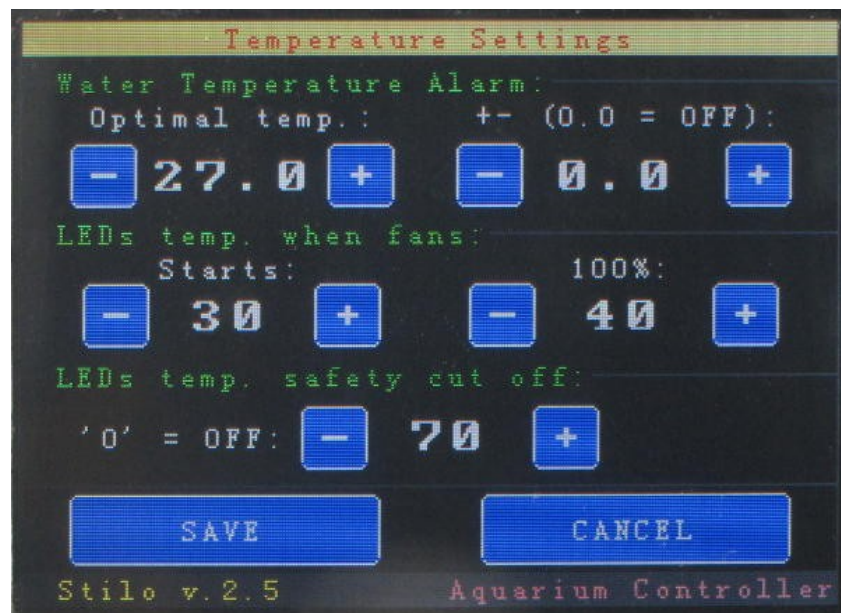 Temperature Settings
Water Temperature Alarm:
Optimal temp.: +- (0.0 = OFF):
- 27.0 + - 0.0 +
LEDs temp. when fans:
Starts: 100%:
- 30 + - 40 +
LEDs temp. safety cut off:
'0' = OFF: - 70 +
SAVE CANCEL
Stilo v.2.5 Aquarium Controller